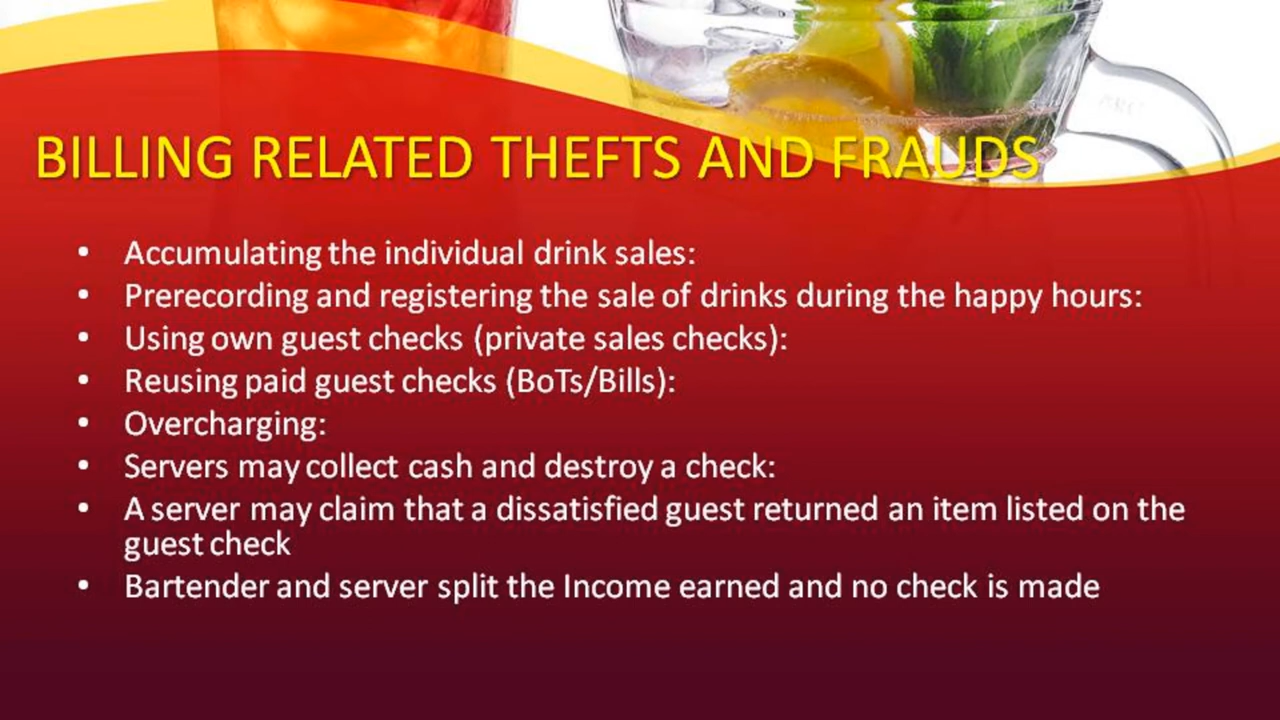 BILLING RELATED THEFTS AND FRAUDS
• Accumulating the individual drink sales:
• Prerecording and registering the sale of drinks during the happy hours:
• Using own guest checks (private sales checks):
• Reusing paid guest checks (BoTs/Bills):
• Overcharging:
• Servers may collect cash and destroy a check:
• A server may claim that a dissatisfied guest returned an item listed on the
guest check
• Bartender and server split the Income earned and no check is made